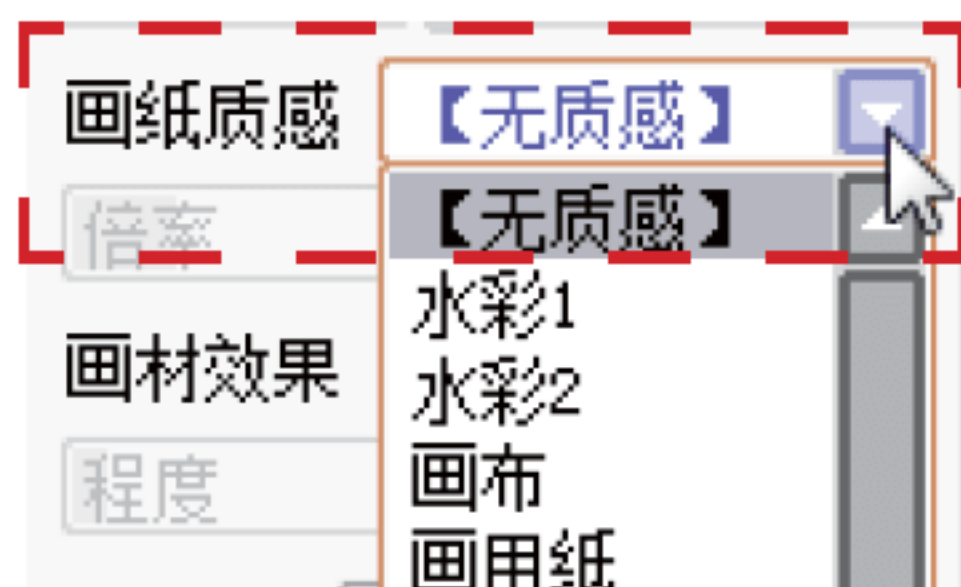 画纸质感 【无质感】
倍率 【无质感】
水彩1
画材效果
水彩2
程度 画布
画用纸